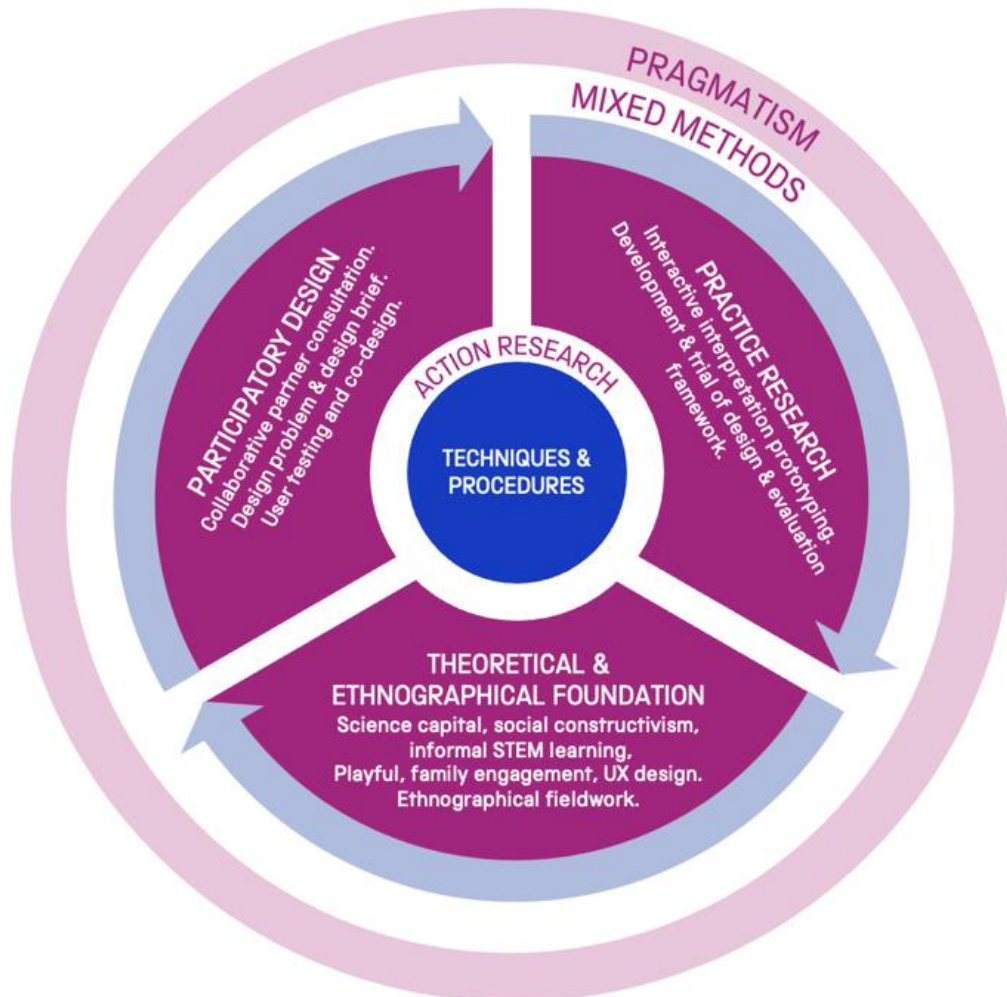 PRAGMATISM
MIXED METHODS
PARTICIPATORY DESIGN
Collaborative partner consultation.
Design problem & design brief.
User testing and co-design.
PRACTICE RESEARCH
Interactive interpretation prototyping.
Development & trial of design & evaluation
framework.
ACTION RESEARCH
TECHNIQUES &
PROCEDURES
THEORETICAL &
ETHNOGRAPHICAL FOUNDATION
Science capital, social constructivism,
informal STEM learning,
Playful, family engagement, UX design.
Ethnographical fieldwork.